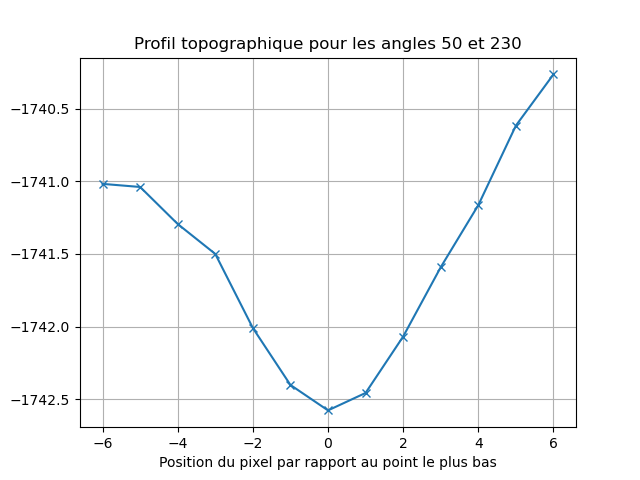 Profil topographique pour les angles 50 et 230
−1740.5
−1741.0
−1741.5
−1742.0
−1742.5
−6 −4 −2 0 2 4 6
Position du pixel par rapport au point le plus bas